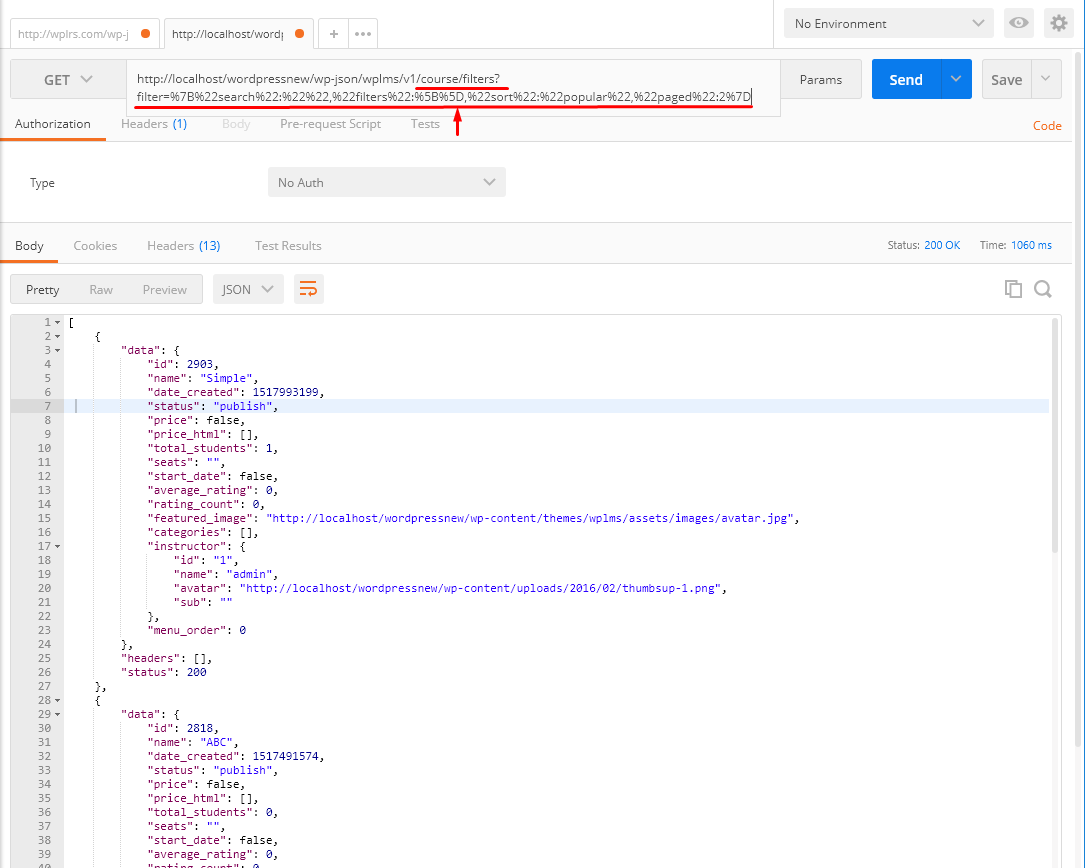 http://wplrs.com/wp-j
http://localhost/wordp
+
•••
No Environment
GET
http://localhost/wordpressnew/wp-json/wplms/v1/course/filters?
filter=%7B%22search%22:%22%22,%22filters%22:%5B%5D,%22sort%22:%22popular%22,%22paged%22:2%7D
Params
Send
Save
Authorization
Headers (1)
Body
Pre-request Script
Tests
Code
Type
No Auth
Body
Cookies
Headers (13)
Test Results
Status: 200 OK
Time: 1060 ms
Pretty
Raw
Preview
JSON
1 [
2 {
3 "data": {
4 "id": 2903,
5 "name": "Simple",
6 "date_created": 1517993199,
7 "status": "publish",
8 "price": false,
9 "price_html": [],
10 "total_students": 1,
11 "seats": "",
12 "start_date": false,
13 "average_rating": 0,
14 "rating_count": 0,
15 "featured_image": "http://localhost/wordpressnew/wp-content/themes/wplms/assets/images/avatar.jpg",
16 "categories": [],
17 "instructor": {
18 "id": "1",
19 "name": "admin",
20 "avatar": "http://localhost/wordpressnew/wp-content/uploads/2016/02/thumbsup-1.png",
21 "sub": ""
22 },
23 "menu_order": 0
24 },
25 "headers": [],
26 "status": 200
27 },
28 {
29 "data": {
30 "id": 2818,
31 "name": "ABC",
32 "date_created": 1517491574,
33 "status": "publish",
34 "price": false,
35 "price_html": [],
36 "total_students": 0,
37 "seats": "",
38 "start_date": false,
39 "average_rating": 0,
40 "rating_count": 0,